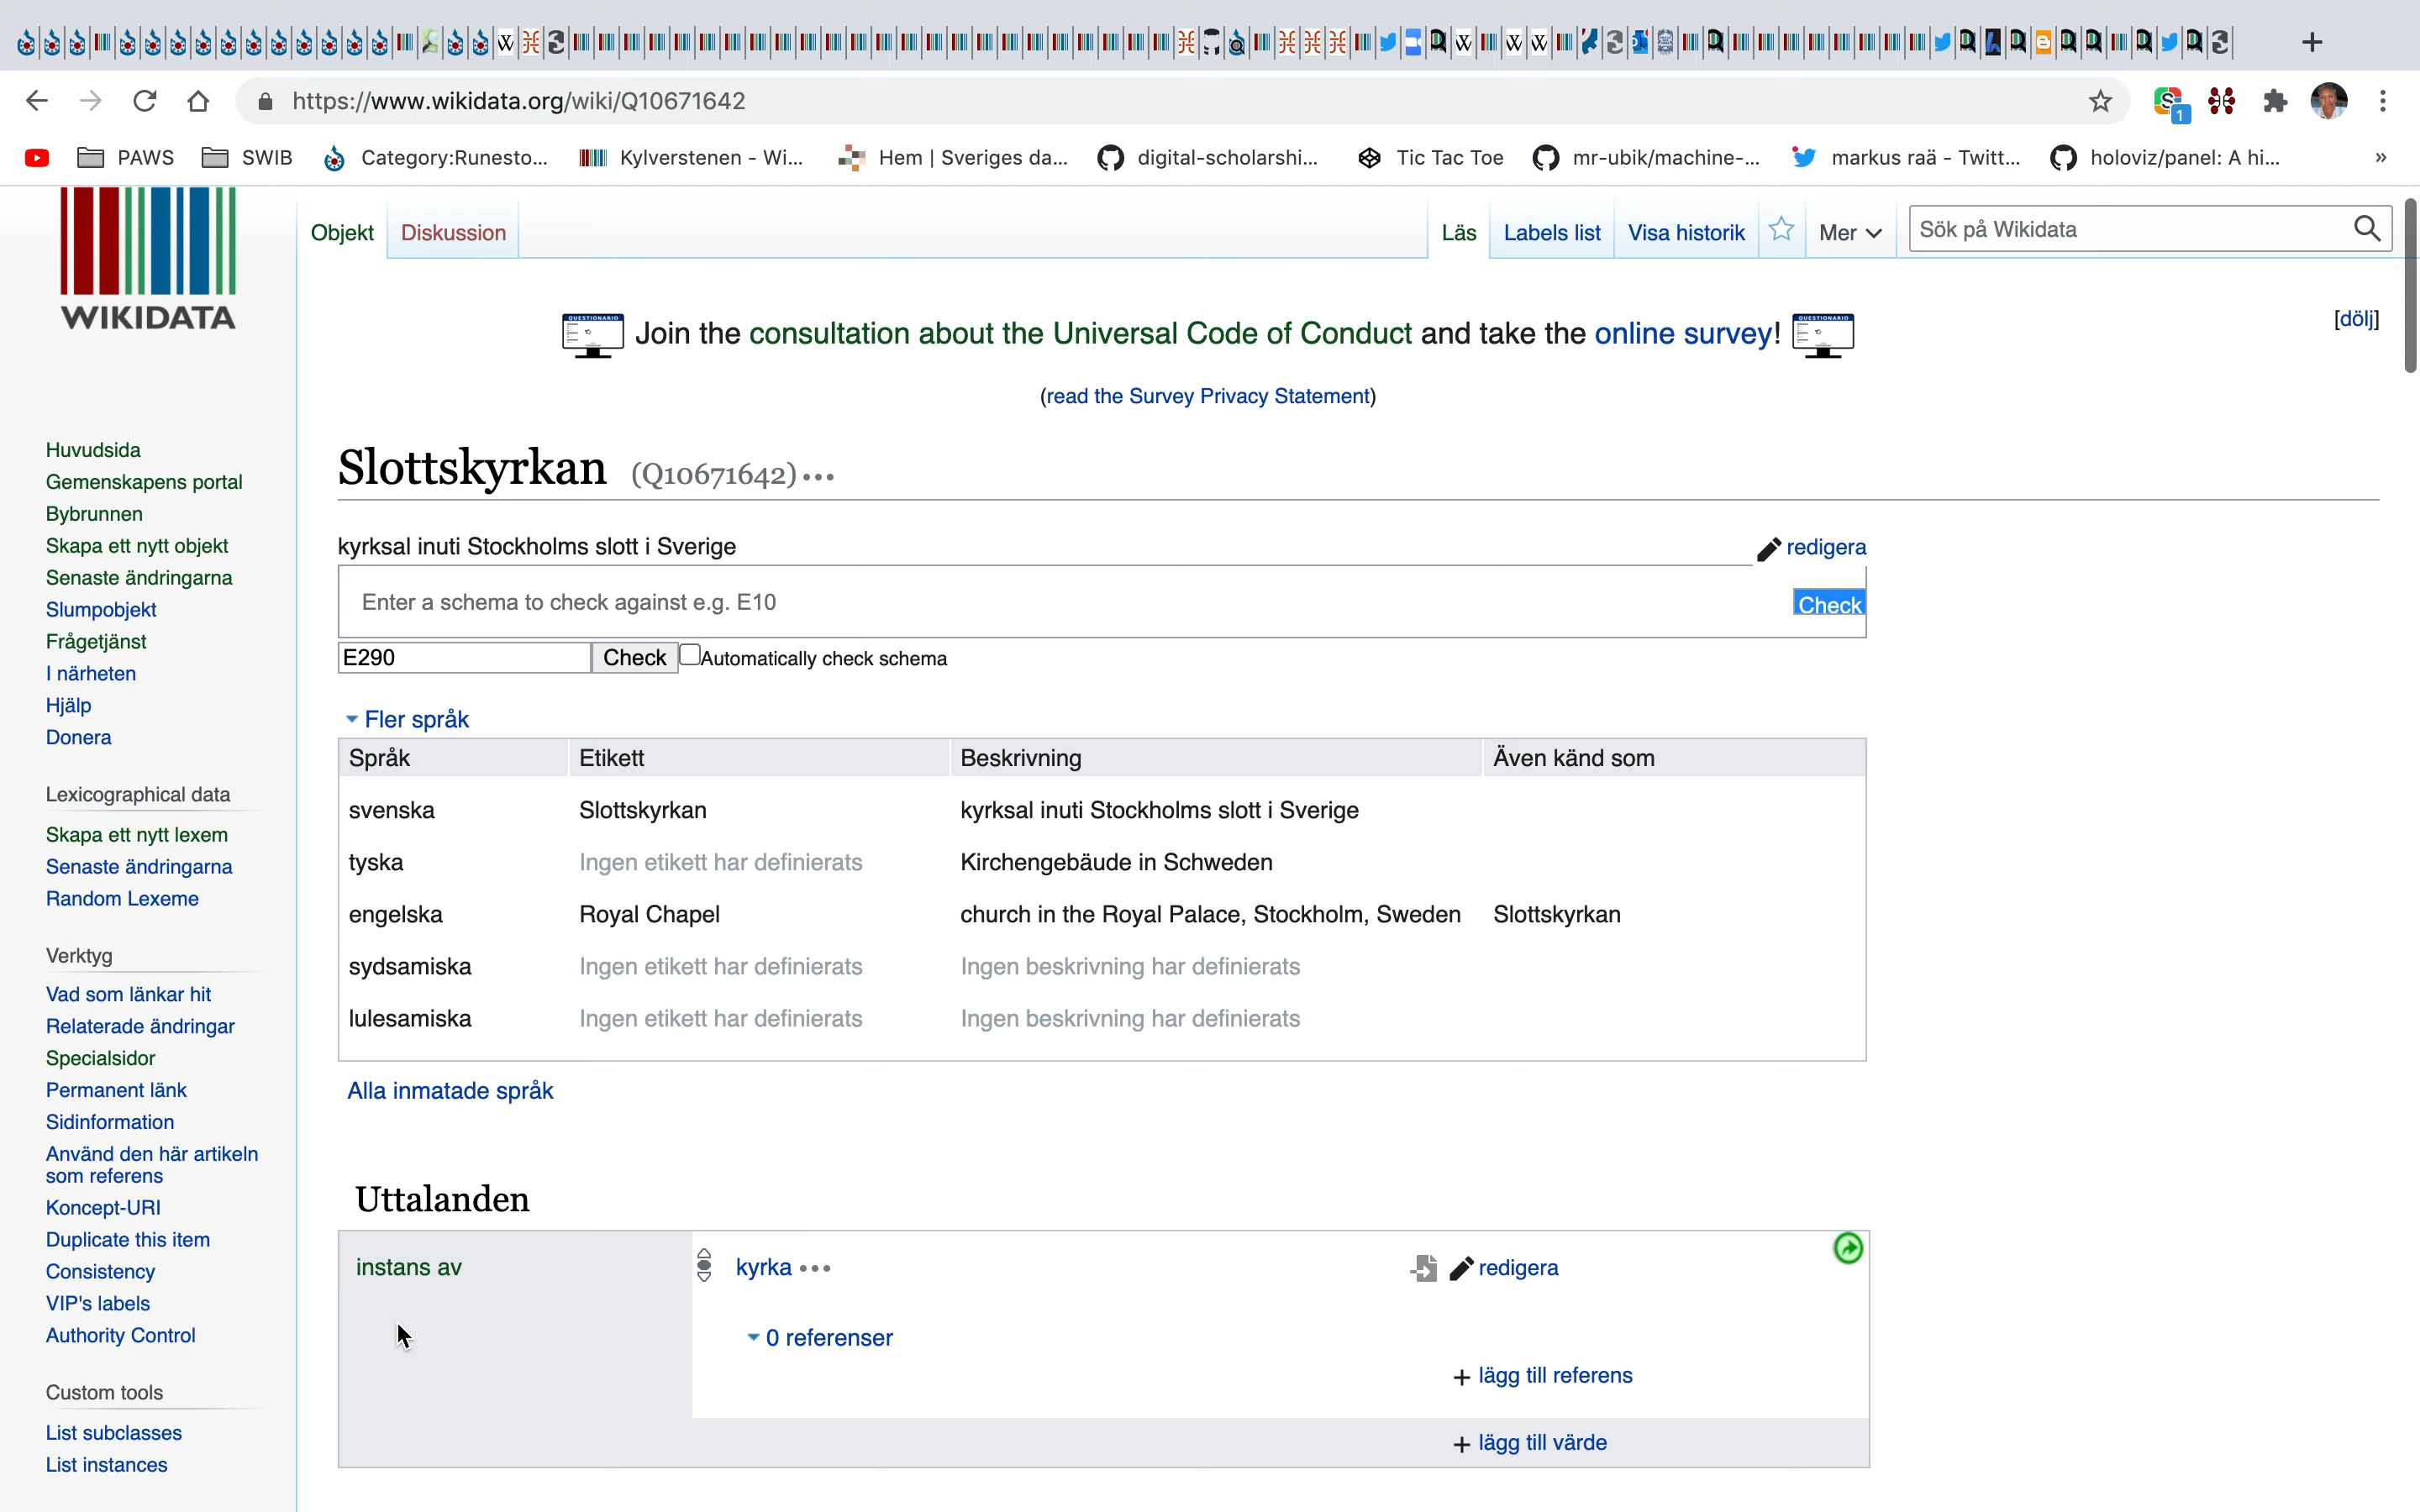 https://www.wikidata.org/wiki/Q10671642
1
PAWS
SWIB
Category:Runesto...
Kylverstenen - Wi...
Hem | Sveriges da...
digital-scholarshi...
Tic Tac Toe
mr-ubik/machine-...
markus raä - Twitt...
holoviz/panel: A hi...
»
WIKIDATA
Objekt
Diskussion
Läs
Labels list
Visa historik
Mer
Sök på Wikidata
QUESTIONARIO
Join the consultation about the Universal Code of Conduct and take the online survey!
QUESTIONARIO
[dölj]
(read the Survey Privacy Statement)
Huvudsida
Gemenskapens portal
Bybrunnen
Skapa ett nytt objekt
Senaste ändringarna
Slumpobjekt
Frågetjänst
I närheten
Hjälp
Donera
Lexicographical data
Skapa ett nytt lexem
Senaste ändringarna
Random Lexeme
Verktyg
Vad som länkar hit
Relaterade ändringar
Specialsidor
Permanent länk
Sidinformation
Använd den här artikeln
som referens
Koncept-URI
Duplicate this item
Consistency
VIP's labels
Authority Control
Custom tools
List subclasses
List instances
Slottskyrkan (Q10671642) •••
kyrksal inuti Stockholms slott i Sverige
redigera
Enter a schema to check against e.g. E10
Check
E290
Check
Automatically check schema
Fler språk
Språk Etikett Beskrivning Även känd som
svenska Slottskyrkan kyrksal inuti Stockholms slott i Sverige
tyska Ingen etikett har definierats Kirchengebäude in Schweden
engelska Royal Chapel church in the Royal Palace, Stockholm, Sweden Slottskyrkan
sydsamiska Ingen etikett har definierats Ingen beskrivning har definierats
lulesamiska Ingen etikett har definierats Ingen beskrivning har definierats
Alla inmatade språk
Uttalanden
instans av
kyrka •••
redigera
0 referenser
+ lägg till referens
+ lägg till värde